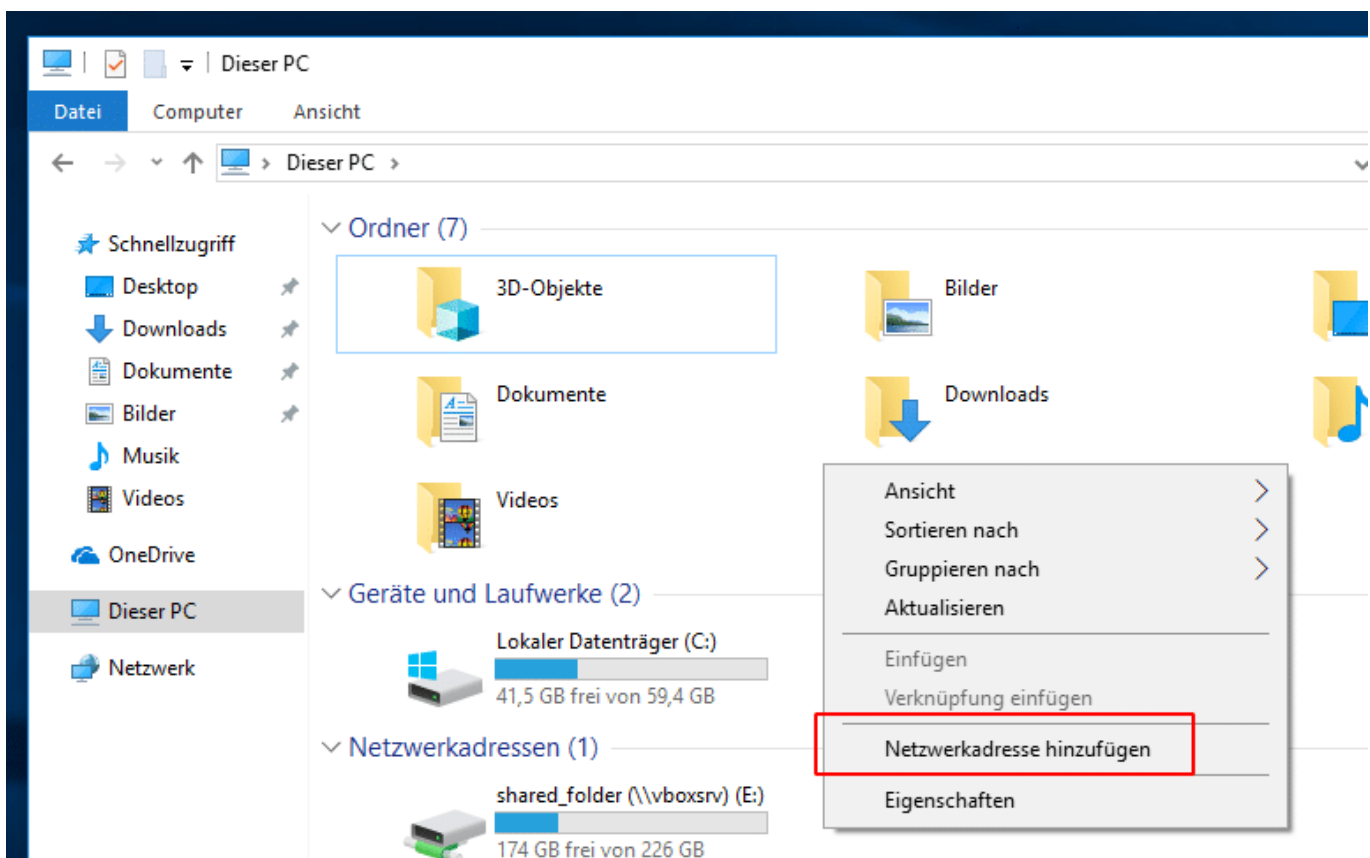 Dieser PC
Datei Computer Ansicht
Dieser PC
Schnellzugriff
Desktop
Downloads
Dokumente
Bilder
Musik
Videos
OneDrive
Dieser PC
Netzwerk
Ordner (7)
3D-Objekte
Bilder
Dokumente
Downloads
Videos
Geräte und Laufwerke (2)
Lokaler Datenträger (C:)
41,5 GB frei von 59,4 GB
Netzwerkadressen (1)
shared_folder (\\vboxsrv) (E:)
174 GB frei von 226 GB
Ansicht
Sortieren nach
Gruppieren nach
Aktualisieren
Einfügen
Verknüpfung einfügen
Netzwerkadresse hinzufügen
Eigenschaften